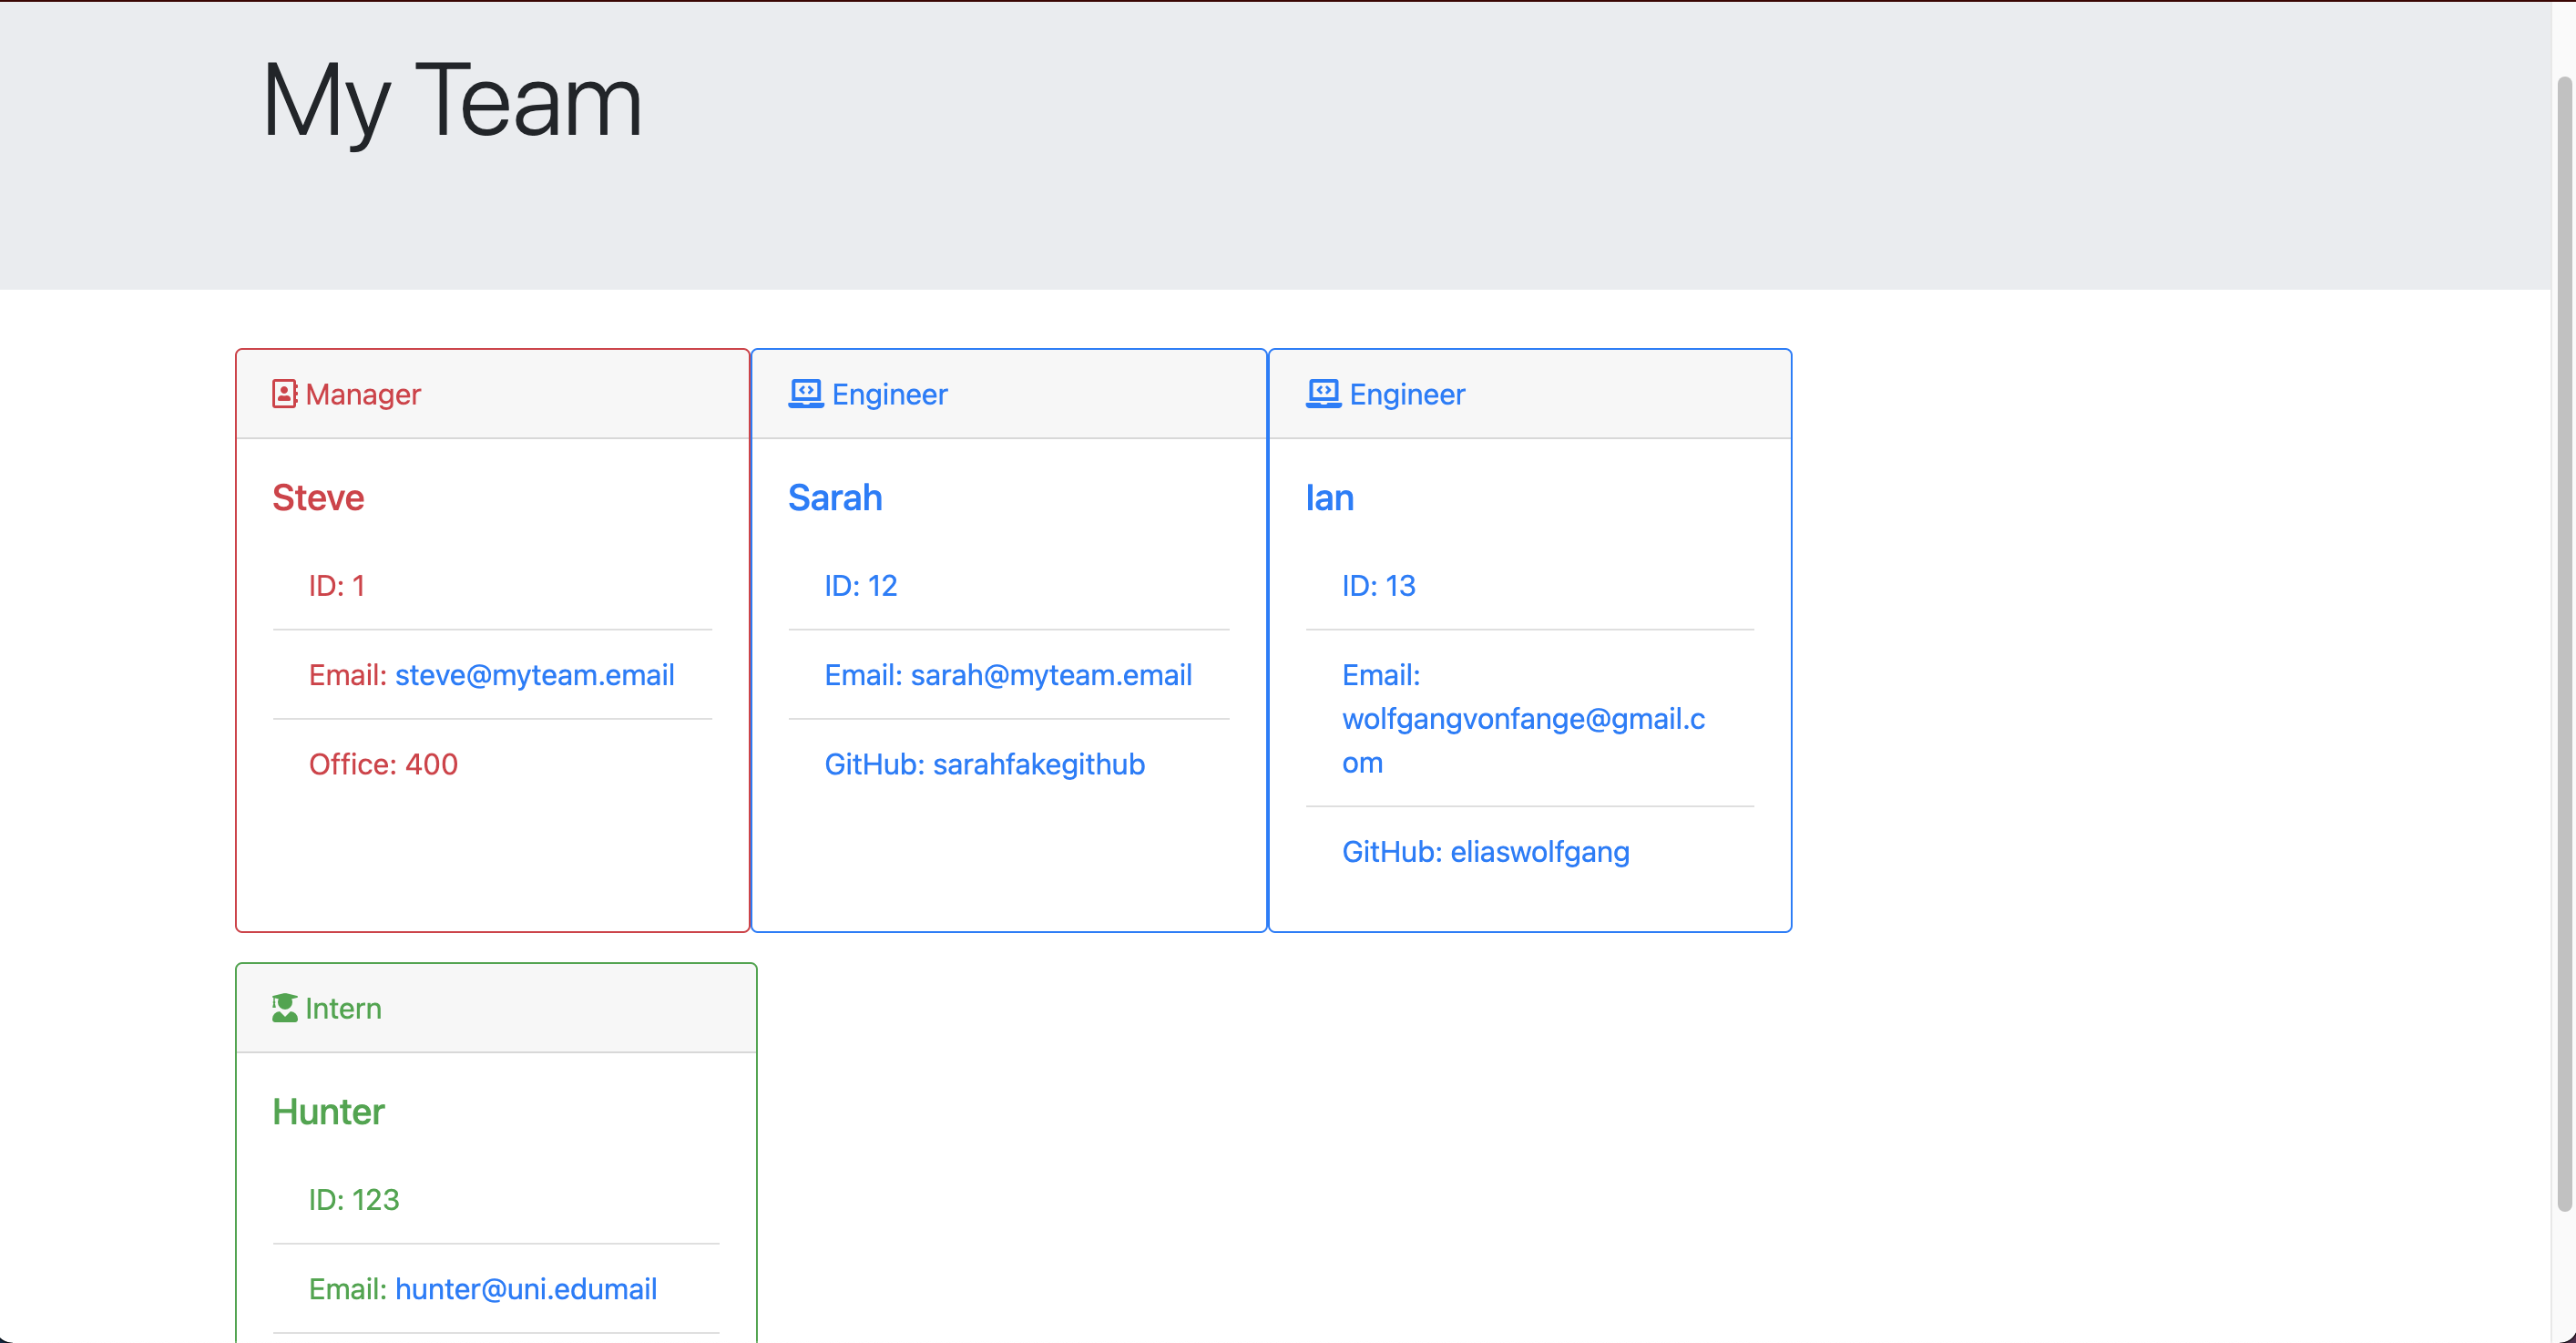 My Team
Manager
Steve
ID: 1
Email: steve@myteam.email
Office: 400
Engineer
Sarah
ID: 12
Email: sarah@myteam.email
GitHub: sarahfakegithub
Engineer
Ian
ID: 13
Email:
wolfgangvonfange@gmail.c
om
GitHub: eliaswolfgang
Intern
Hunter
ID: 123
Email: hunter@uni.edumail